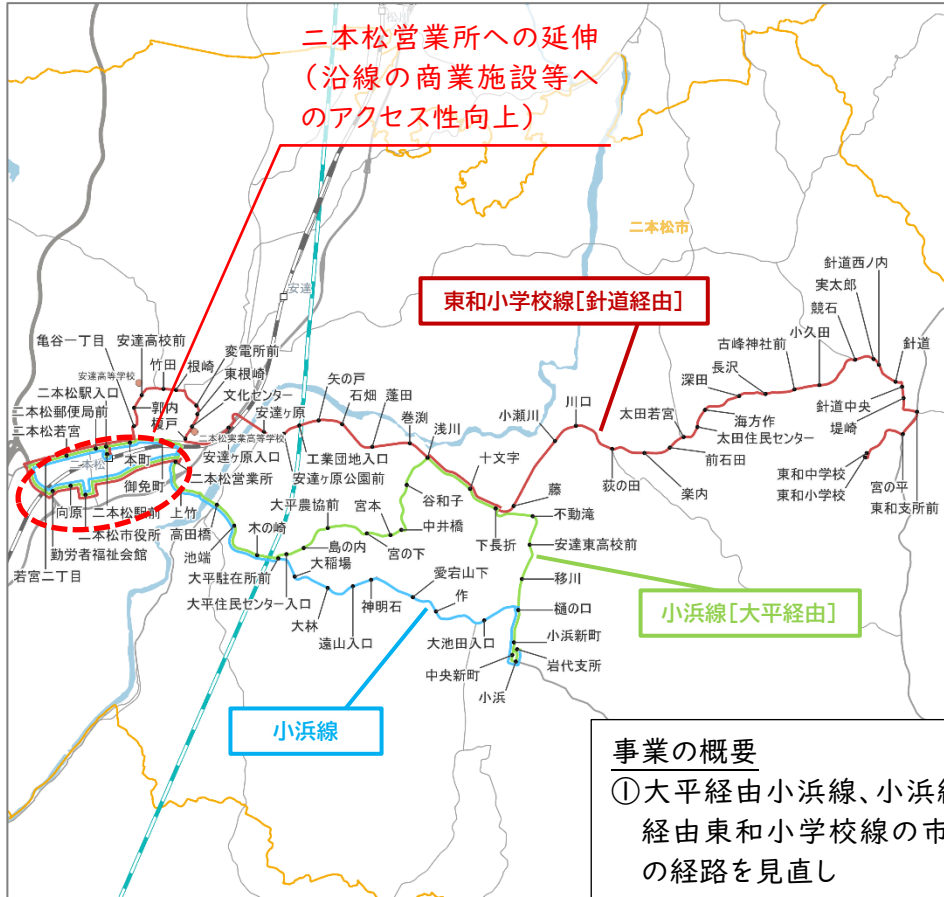 二本松営業所への延伸
(沿線の商業施設等へ
のアクセス性向上)
松川
二本松市
安達
東和小学校線[針道経由]
針道西ノ内
実太郎
競石
小久田
古峰神社前
針道
長沢
深田
針道中央
堤崎
海方作
太田住民センター
太田若宮
前石田
東和中学校
東和小学校
宮の平
東和支所前
楽内
荻の田
川口
小瀬川
亀谷一丁目
安達高校前
安達高等学校
竹田
根崎
変電所前
東根崎
文化センター
二本松駅入口
郭内
榎戸
二本松郵便局前
二本松若宮
二本松
本町
二本松実業高等学校
安達ヶ原入口
安達ヶ原
矢の戸
石畑
蓬田
巻渕
浅川
工業団地入口
安達ヶ原公園前
十文字
藤
二本松営業所
御免町
向原
二本松駅前
上竹
二本松市役所
勤労者福祉会館
若宮二丁目
高田橋
池端
木の崎
大平農協前
宮本
谷和子
中井橋
島の内
宮の下
下長折
不動滝
安達東高校前
大平駐在所前
大稲場
大平住民センター入口
大林
遠山入口
神明石
愛宕山下
作
大池田入口
移川
樋の口
小浜線[大平経由]
小浜新町
岩代支所
中央新町
小浜
小浜線
事業の概要
①大平経由小浜線、小浜線
経由東和小学校線の市
の経路を見直し